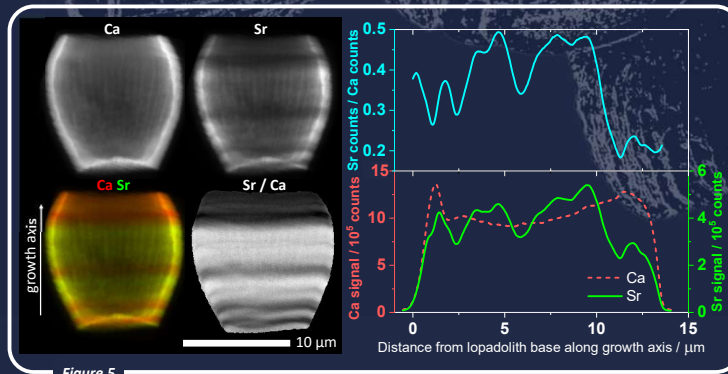 Ca
Sr
Ca Sr
Sr / Ca
growth axis
10 μm
Sr counts / Ca counts
0.5
0.4
0.3
0.2
Ca signal / 10⁵ counts
15
10
5
0
Sr signal / 10⁵ counts
6
4
2
0
Ca
Sr
0
5
10
15
Distance from lopadolith base along growth axis / μm
Figure 5